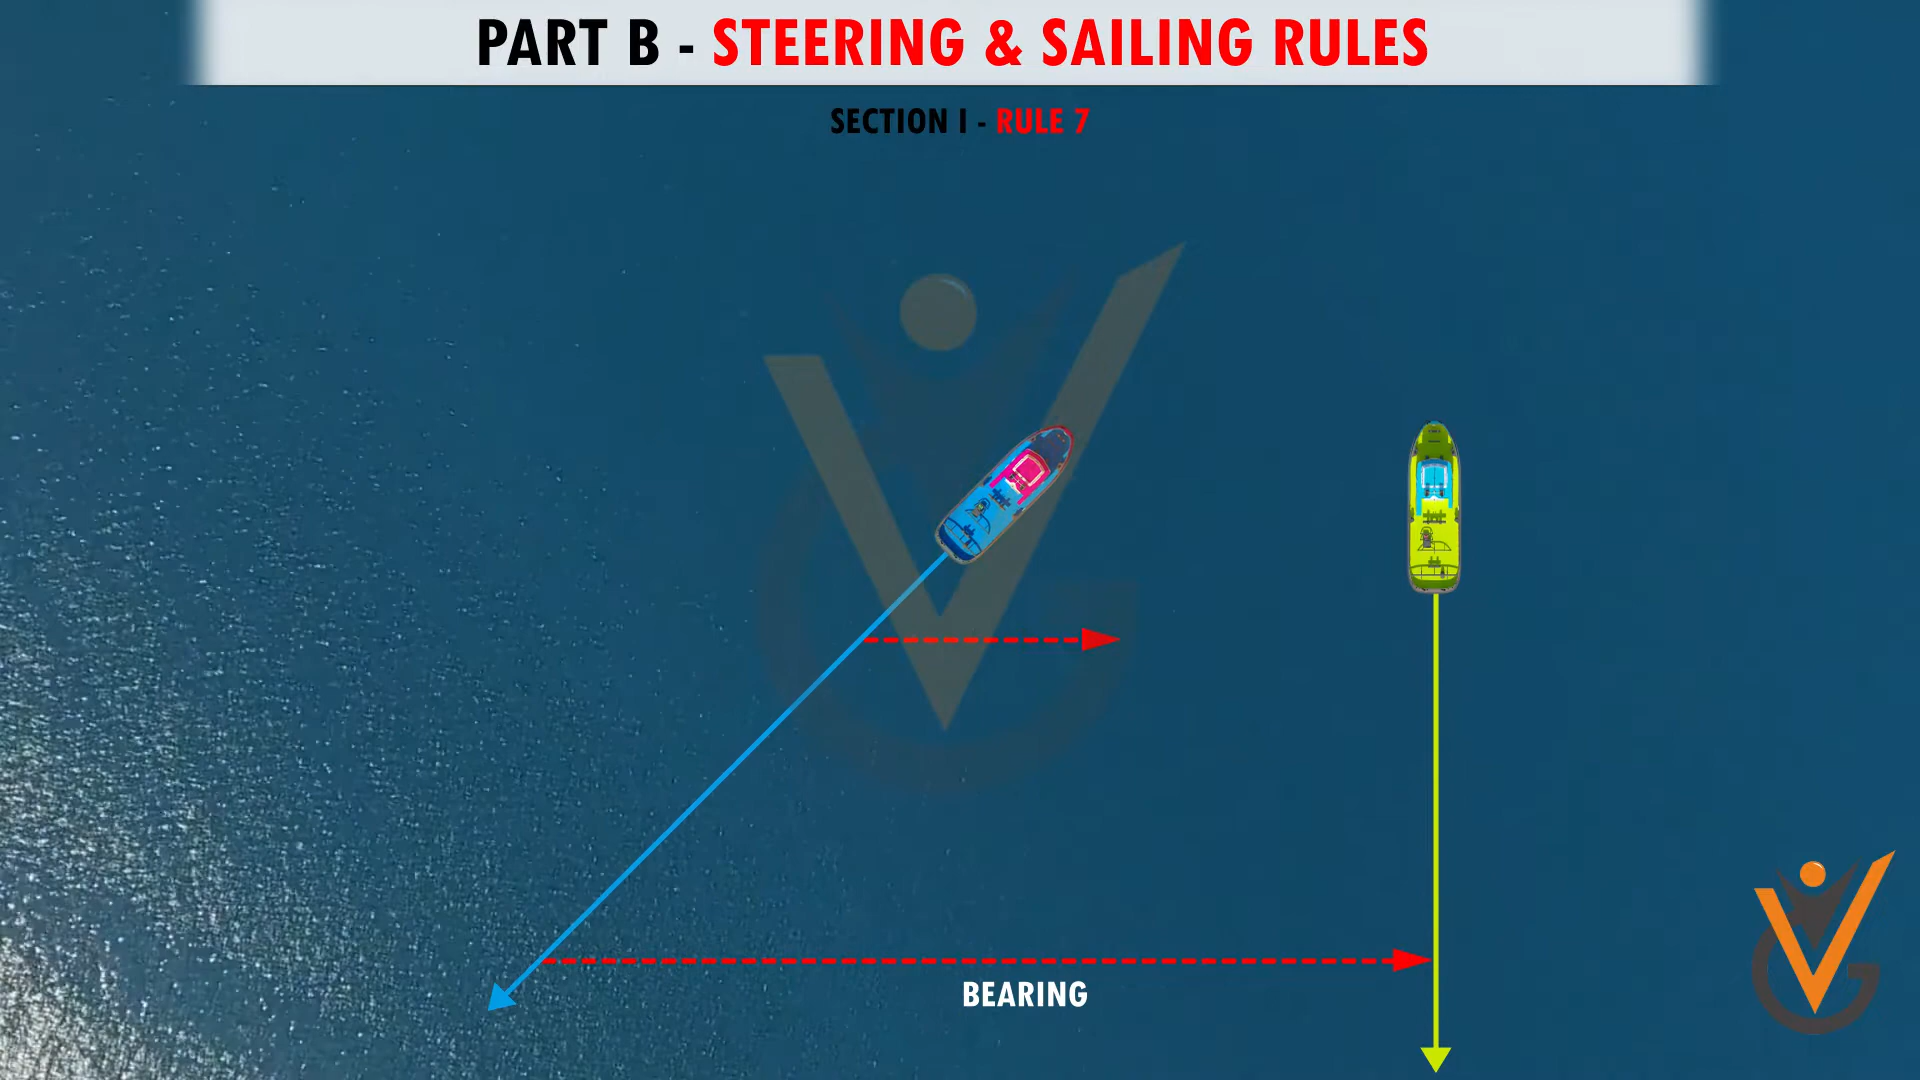 PART B - STEERING & SAILING RULES
SECTION I - RULE 7
BEARING